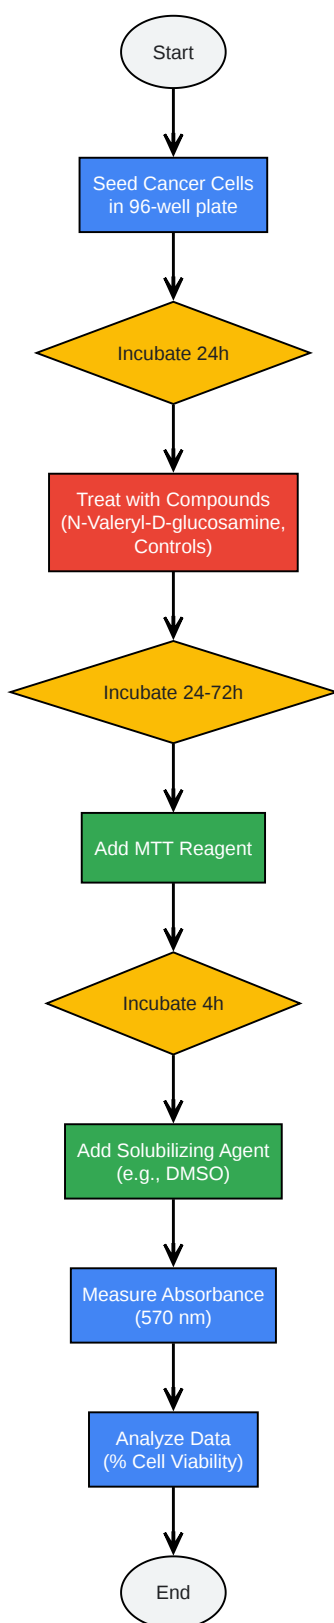 Start
Seed Cancer Cells
in 96-well plate
Incubate 24h
Treat with Compounds
(N-Valeryl-D-glucosamine,
Controls)
Incubate 24-72h
Add MTT Reagent
Incubate 4h
Add Solubilizing Agent
(e.g., DMSO)
Measure Absorbance
(570 nm)
Analyze Data
(% Cell Viability)
End